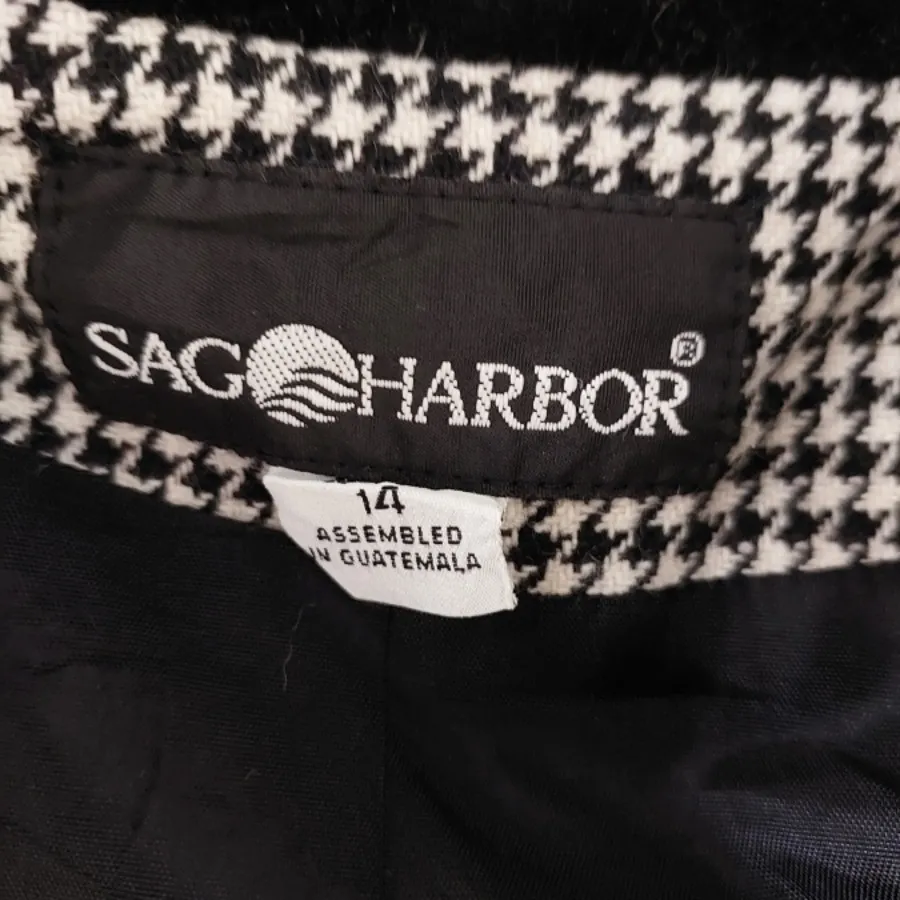 SAG HARBOR®
14
ASSEMBLED
IN GUATEMALA